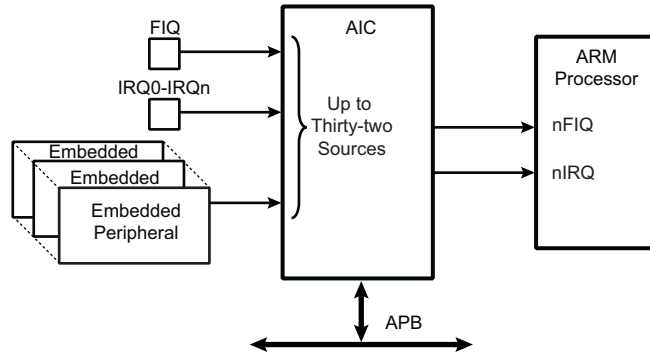 FIQ
IRQ0-IRQn
Embedded
Embedded
Embedded
Peripheral
AIC
Up to
Thirty-two
Sources
ARM
Processor
nFIQ
nIRQ
APB